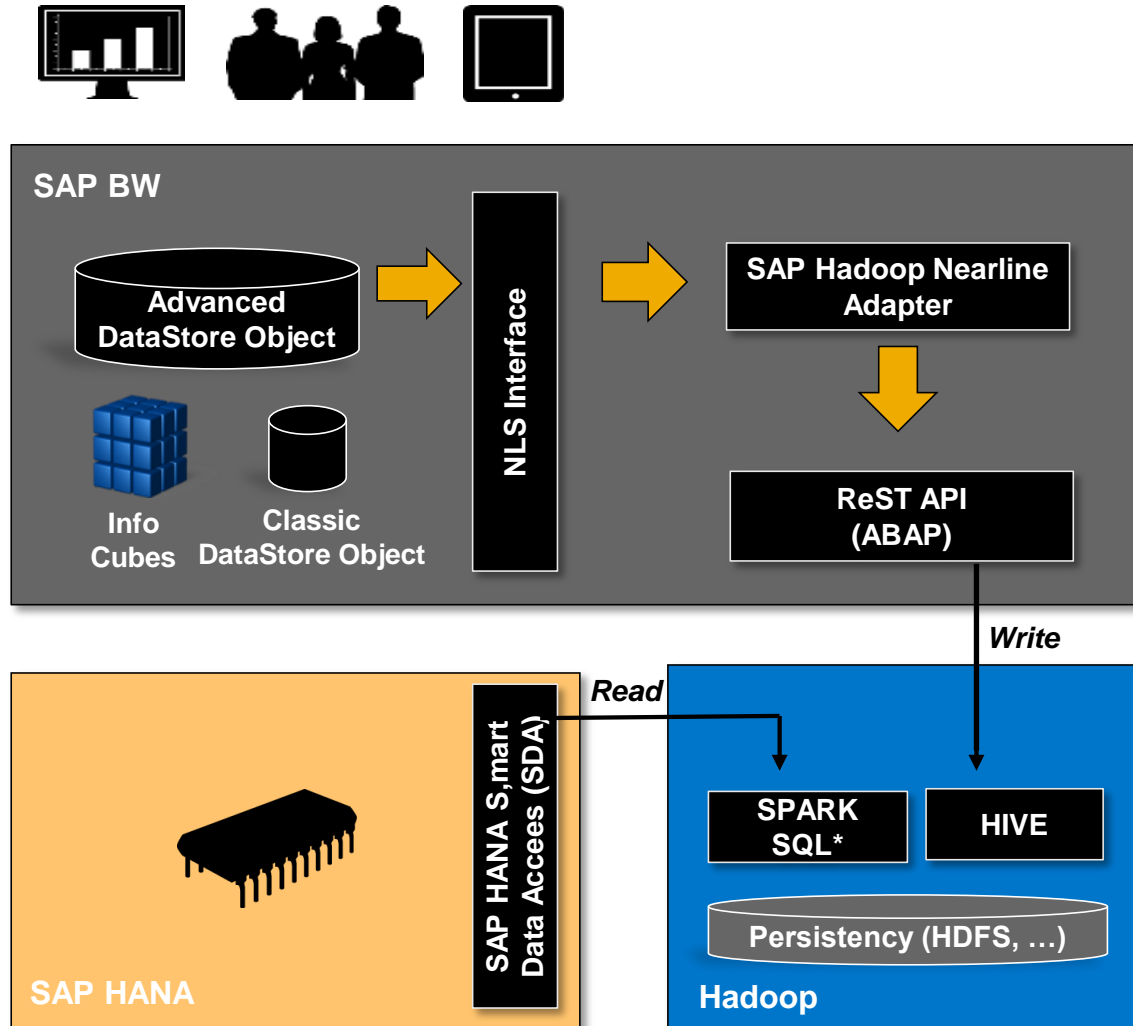 SAP BW
Advanced
DataStore Object
Info
Cubes
Classic
DataStore Object
NLS Interface
SAP Hadoop Nearline
Adapter
ReST API
(ABAP)
Write
Read
SAP HANA S,mart
Data Accees (SDA)
SAP HANA
SPARK
SQL*
HIVE
Persistency (HDFS, …)
Hadoop